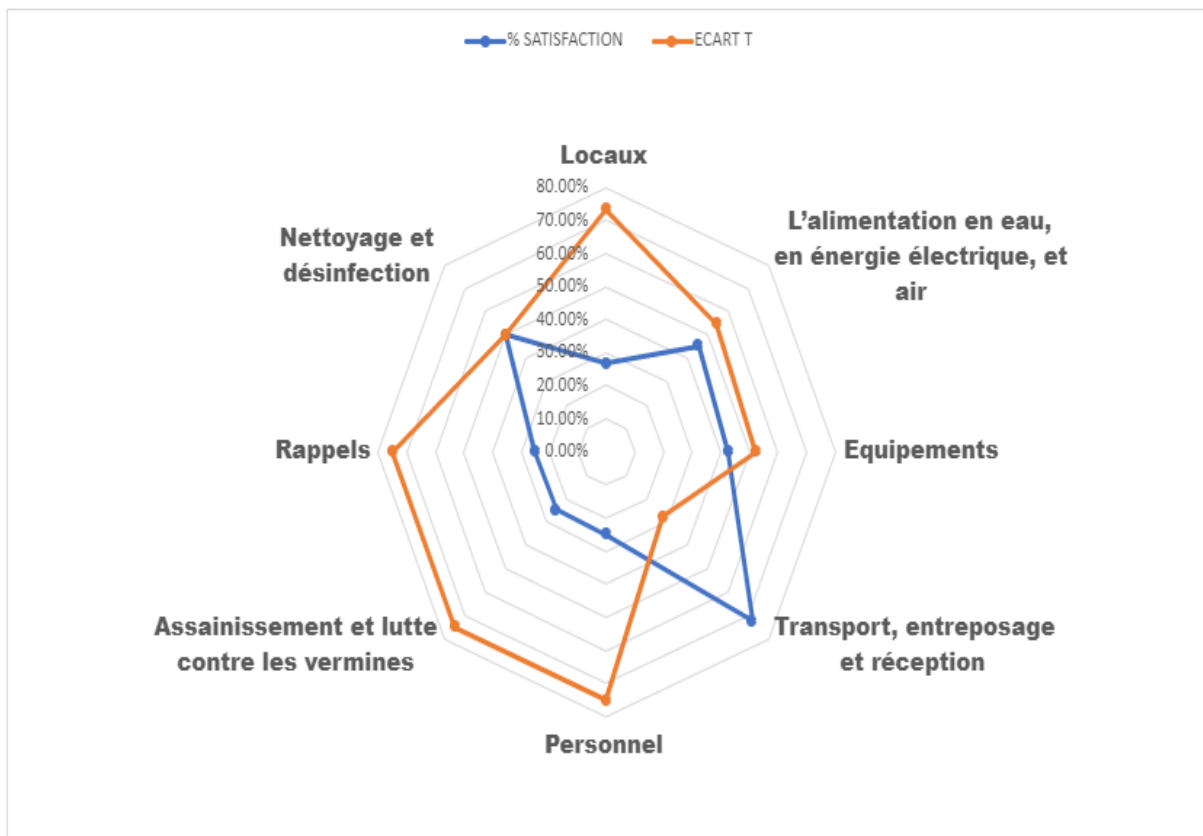 % SATISFACTION
ECART T
Locaux
80.00%
70.00%
60.00%
50.00%
40.00%
30.00%
20.00%
10.00%
0.00%
L’alimentation en eau,
en énergie électrique, et
air
Equipements
Transport, entreposage
et réception
Personnel
Assainissement et lutte
contre les vermines
Rappels
Nettoyage et
désinfection